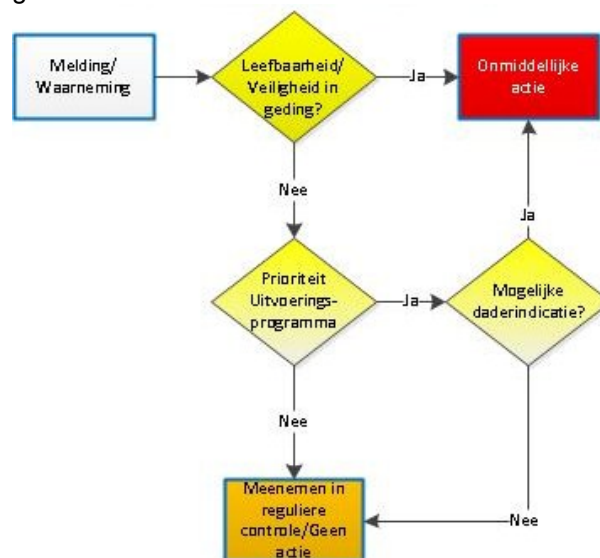 Melding/
Waarneming
Leefbaarheid/
Veiligheid in
geding?
Ja
Onmiddellijke
actie
Nee
Ja
Prioriteit
Uitvoerings-
programma
Ja
Mogelijke
daderindicatie?
Nee
Meenemen in
reguliere
controle/Geen
actie
Nee